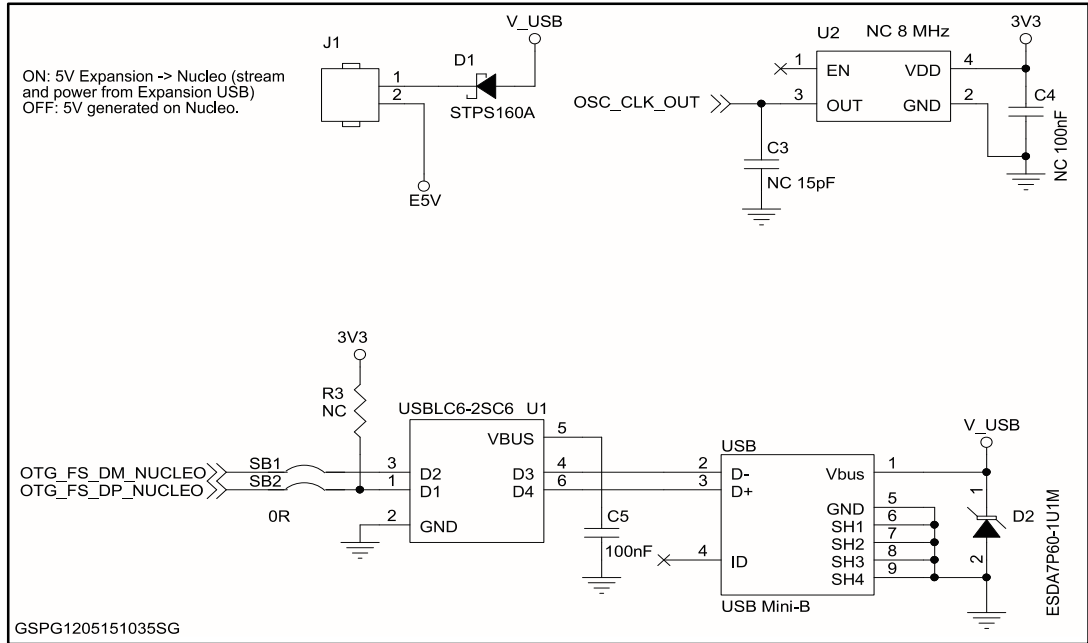 V_USB
J1
D1
1
2
STPS160A
E5V
ON: 5V Expansion -> Nucleo (stream
and power from Expansion USB)
OFF: 5V generated on Nucleo.
U2
NC 8 MHz
3V3
1
EN
VDD
4
OSC_CLK_OUT
3
OUT
GND
2
C4
NC 100nF
C3
NC 15pF
3V3
R3
NC
USBLC6-2SC6
U1
VBUS
5
OTG_FS_DM_NUCLEO
SB1
3
D2
D3
4
OTG_FS_DP_NUCLEO
SB2
1
D1
D4
6
0R
2
GND
C5
100nF
USB
2
D-
3
D+
4
ID
Vbus
1
GND
5
SH1
6
SH2
7
SH3
8
SH4
9
USB Mini-B
V_USB
1
D2
2
ESDA7P60-1U1M
GSPG1205151035SG